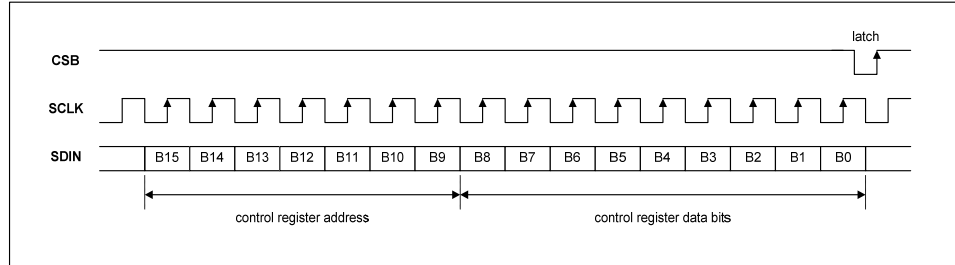 latch
CSB
SCLK
SDIN B15 B14 B13 B12 B11 B10 B9 B8 B7 B6 B5 B4 B3 B2 B1 B0
control register address control register data bits